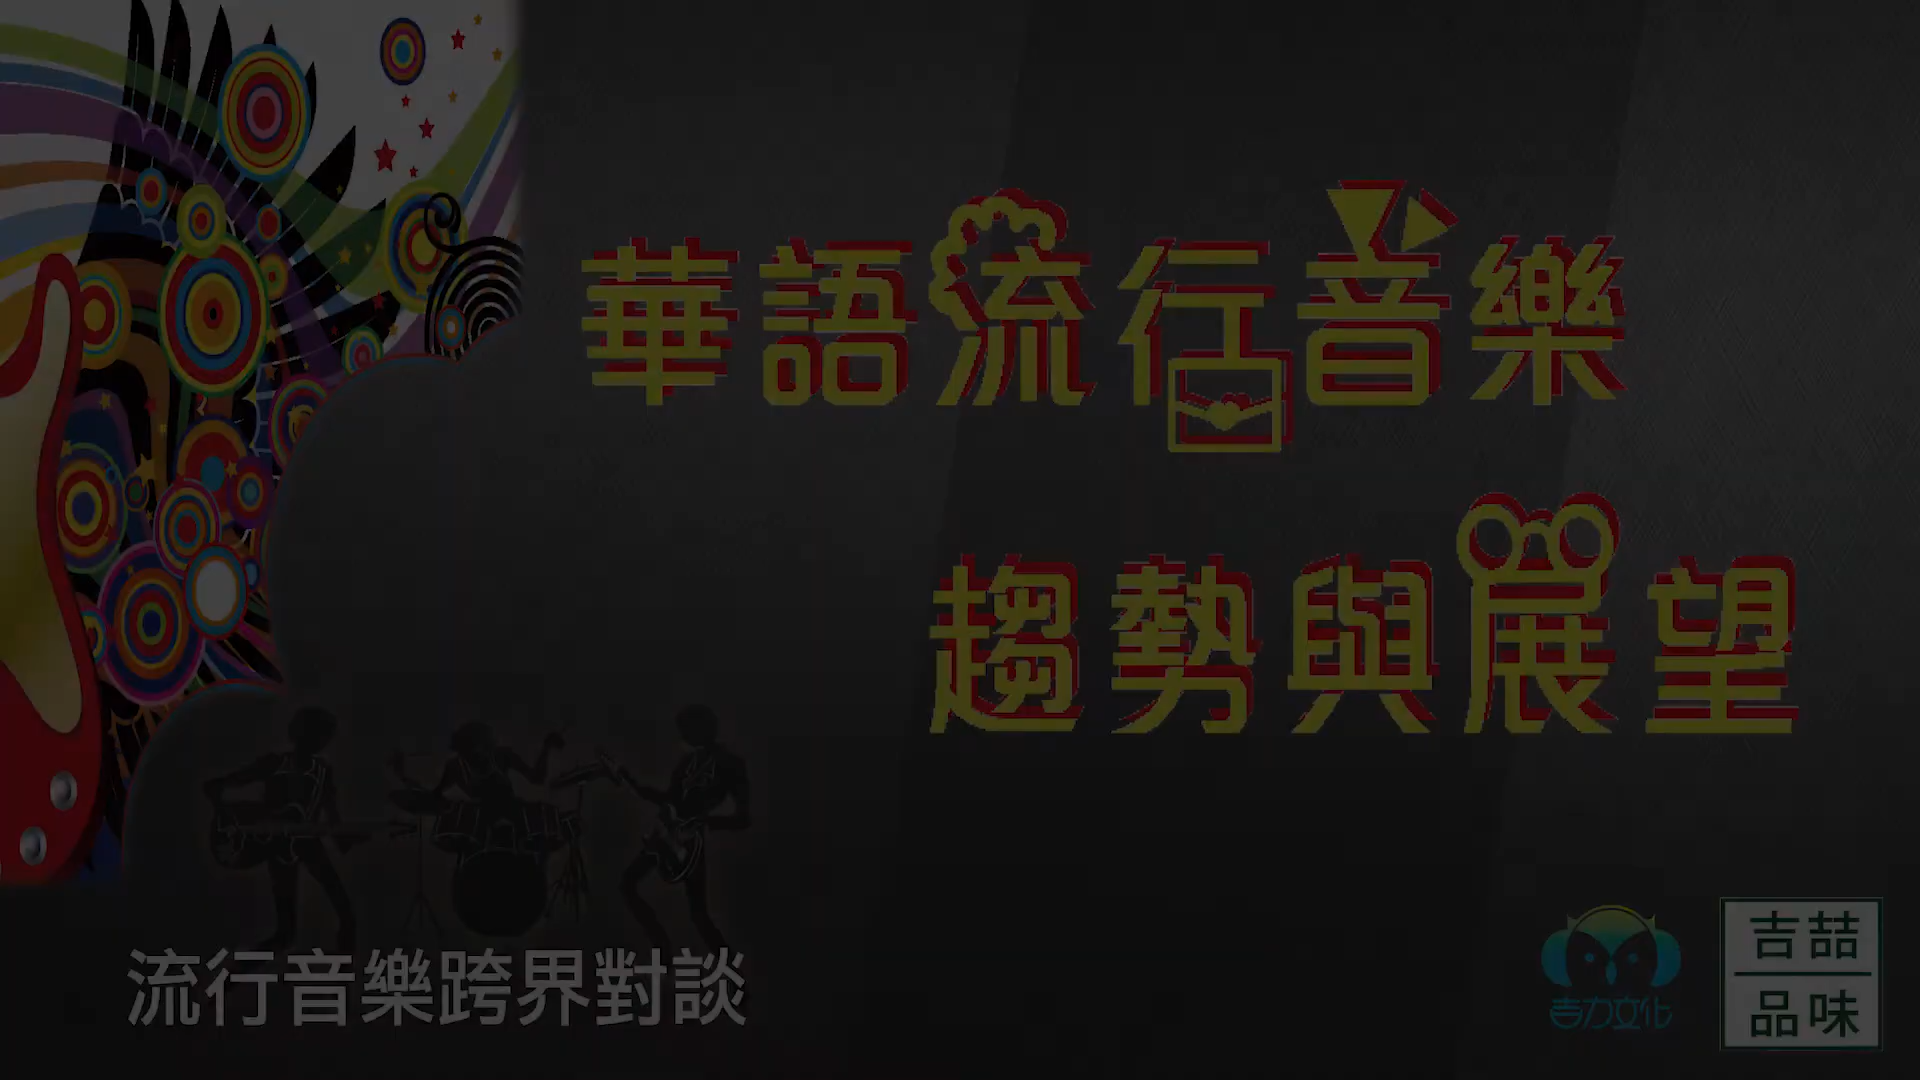 華語流行音樂
趨勢與展望
流行音樂跨界對談
吉力文化
吉喆
品味